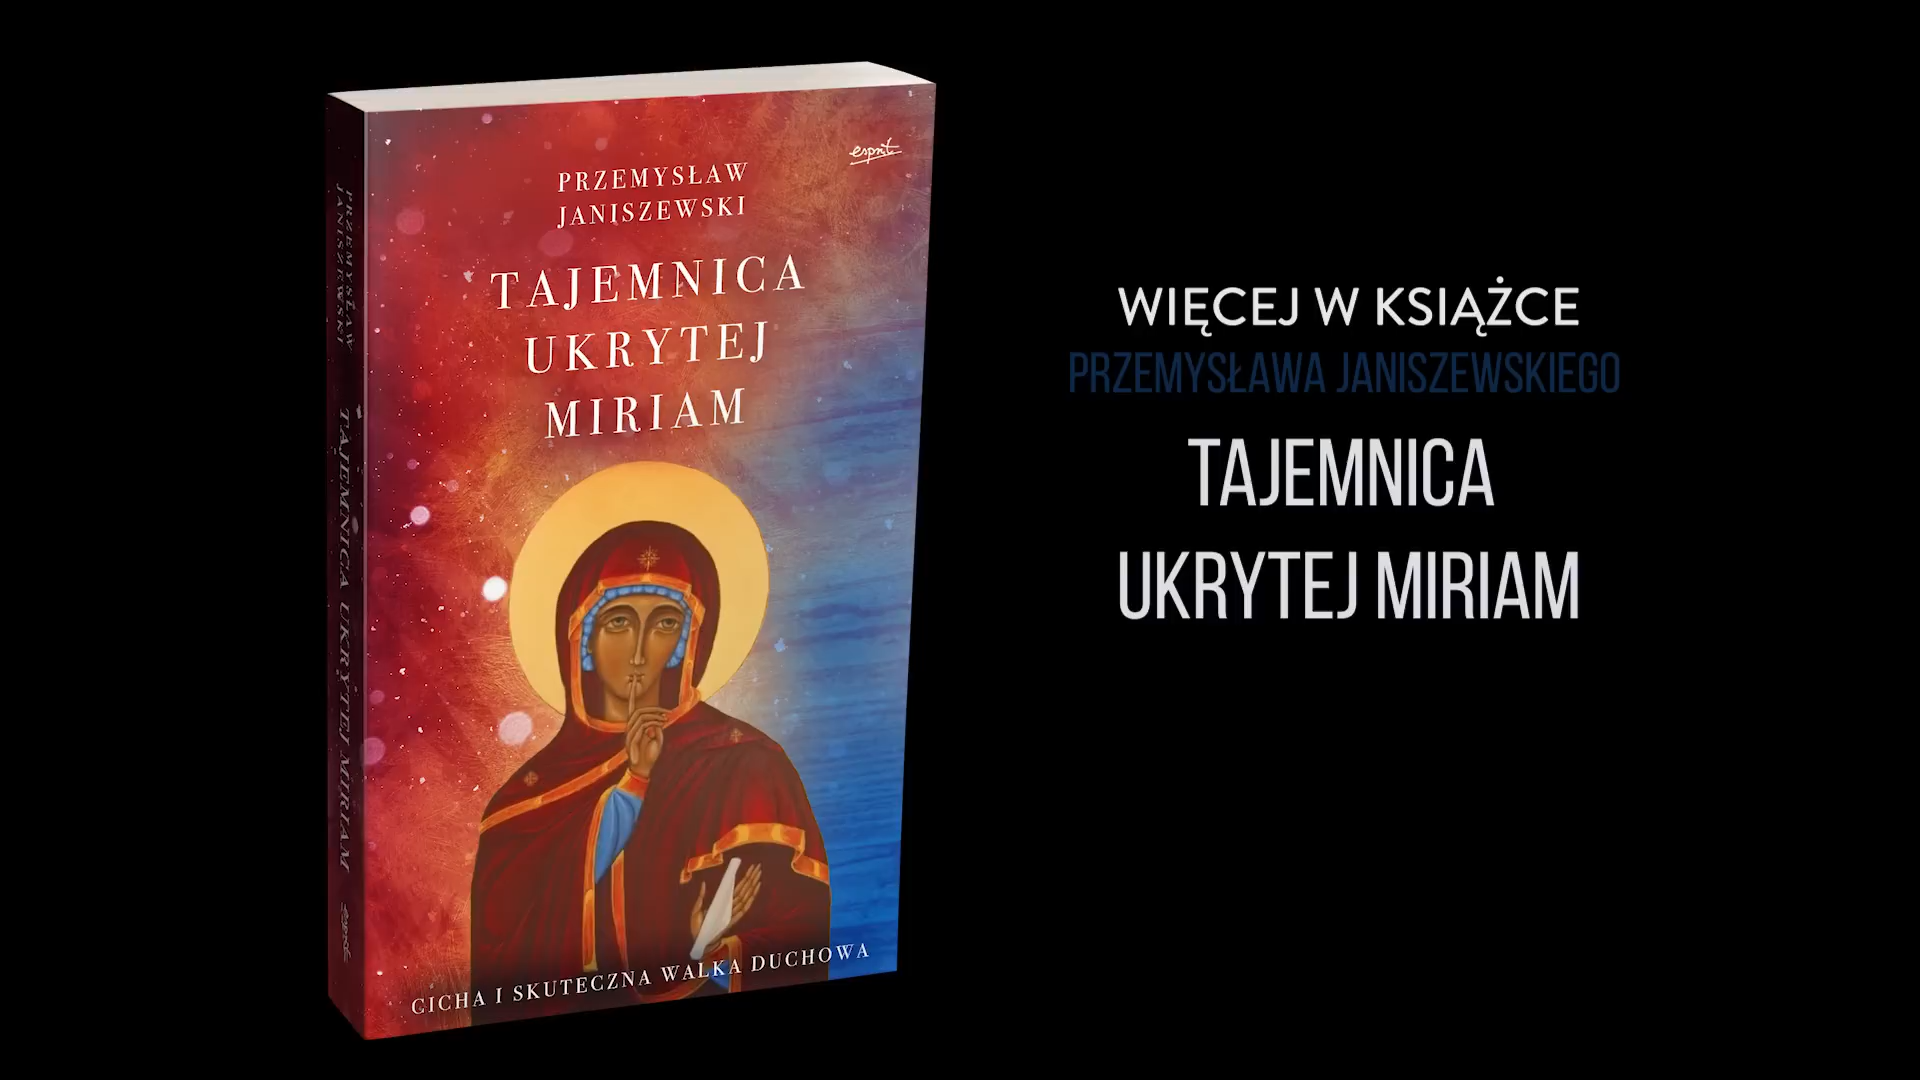 esprit
PRZEMYSŁAW
JANISZEWSKI
TAJEMNICA
UKRYTEJ
MIRIAM
CICHA I SKUTECZNA WALKA DUCHOWA
PRZEMYSŁAW
JANISZEWSKI
TAJEMNICA UKRYTEJ MIRIAM
esprit
WIĘCEJ W KSIĄŻCE
PRZEMYSŁAWA JANISZEWSKIEGO
TAJEMNICA
UKRYTEJ MIRIAM